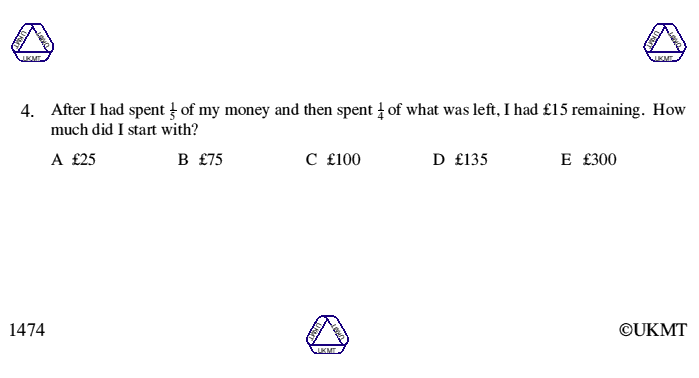 UKMT UKMT UKMT
UKMT UKMT UKMT
4. After I had spent 1/5 of my money and then spent 1/4 of what was left, I had £15 remaining. How
much did I start with?
A £25 B £75 C £100 D £135 E £300
1474 UKMT UKMT UKMT ©UKMT